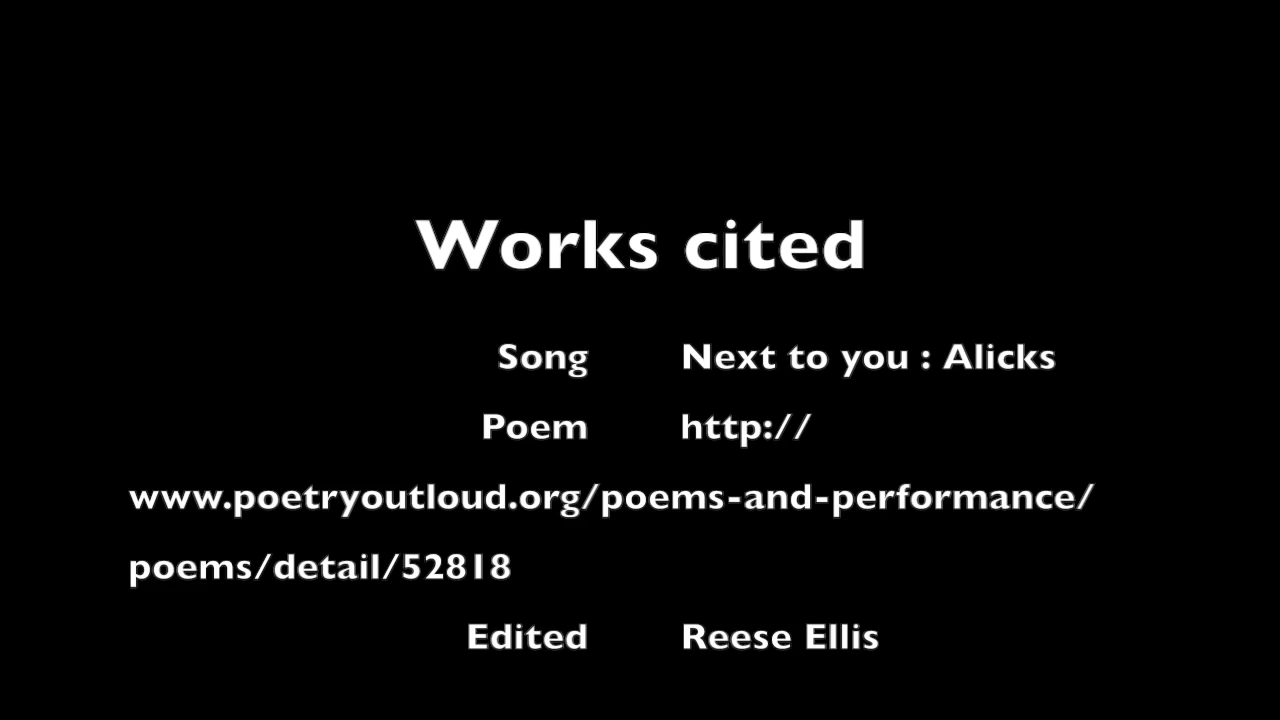 Works cited
Song Next to you : Alicks
Poem http://
www.poetryoutloud.org/poems-and-performance/
poems/detail/52818
Edited Reese Ellis